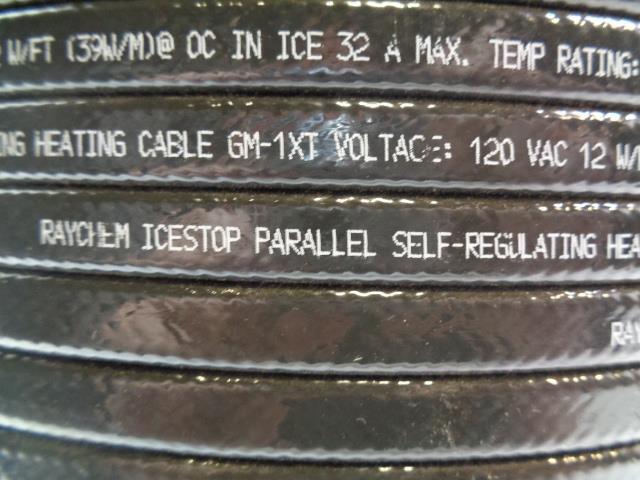 W/FT (39W/M)@ 0C IN ICE 32 A MAX. TEMP RATING:
NG HEATING CABLE GM-1XT VOLTAGE: 120 VAC 12 W/
RAYCHEM ICESTOP PARALLEL SELF-REGULATING HEA
RAY